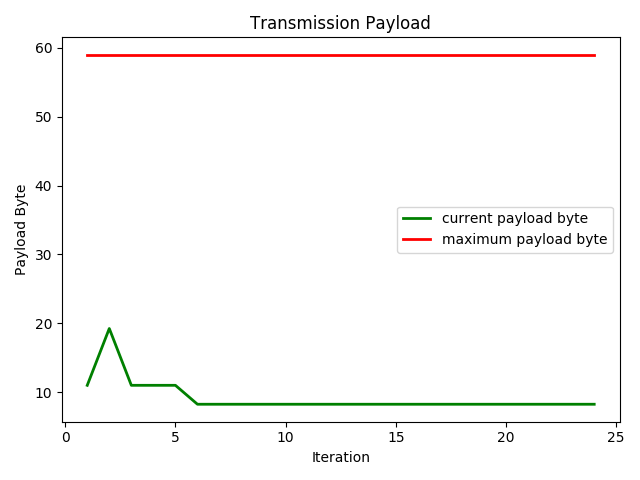 Transmission Payload
60
50
40
30
20
10
Payload Byte
current payload byte
maximum payload byte
0 5 10 15 20 25
Iteration